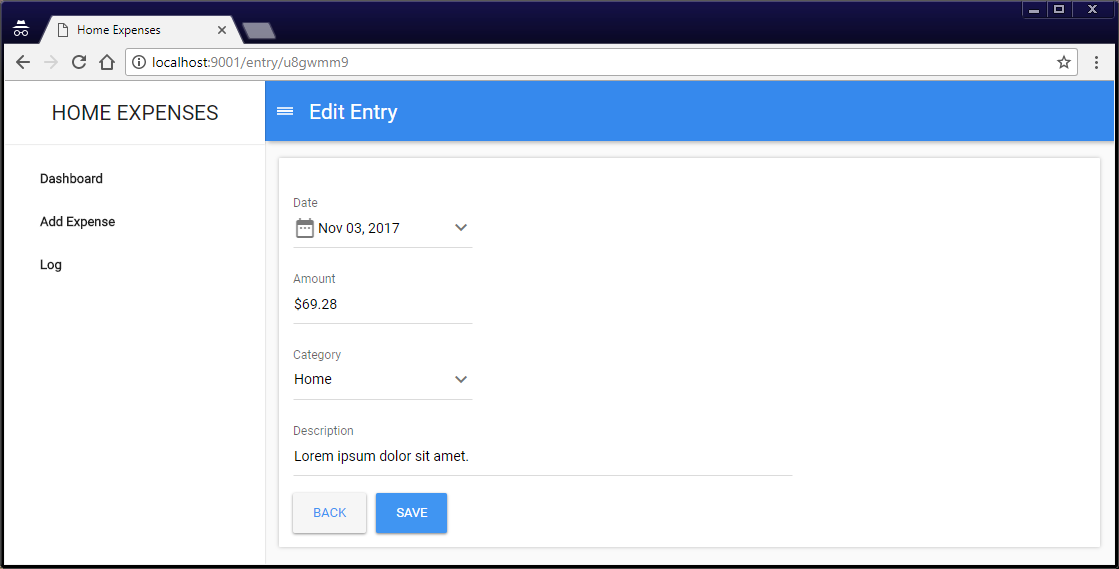 Home Expenses
localhost:9001/entry/u8gwmm9
HOME EXPENSES
Edit Entry
Dashboard
Add Expense
Log
Date
Nov 03, 2017
Amount
$69.28
Category
Home
Description
Lorem ipsum dolor sit amet.
BACK SAVE